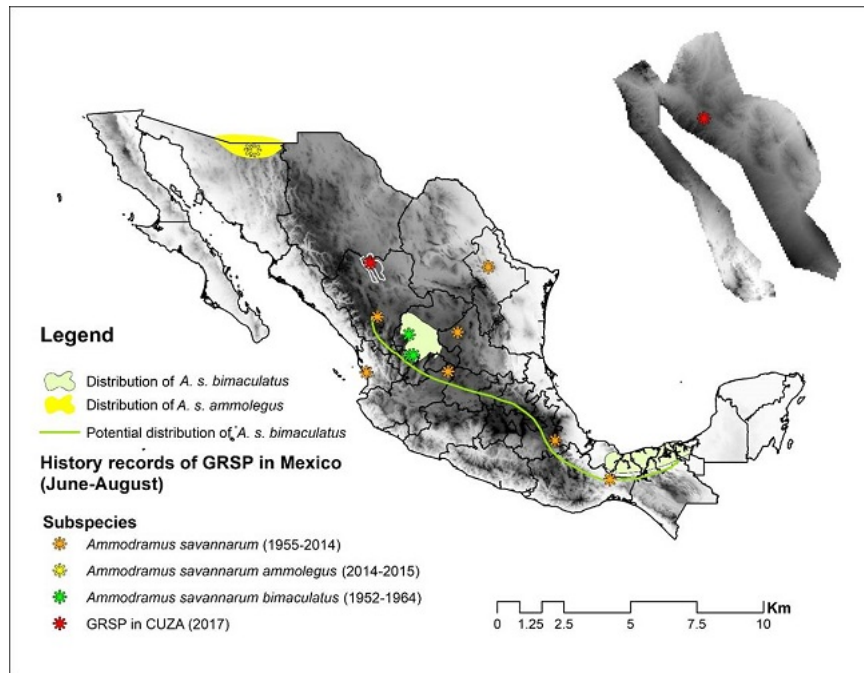 Legend
Distribution of A. s. bimaculatus
Distribution of A. s. ammolegus
Potential distribution of A. s. bimaculatus
History records of GRSP in Mexico
(June-August)
Subspecies
Ammodramus savannarum (1955-2014)
Ammodramus savannarum ammolegus (2014-2015)
Ammodramus savannarum bimaculatus (1952-1964)
GRSP in CUZA (2017)
Km
0 1.25 2.5 5 7.5 10